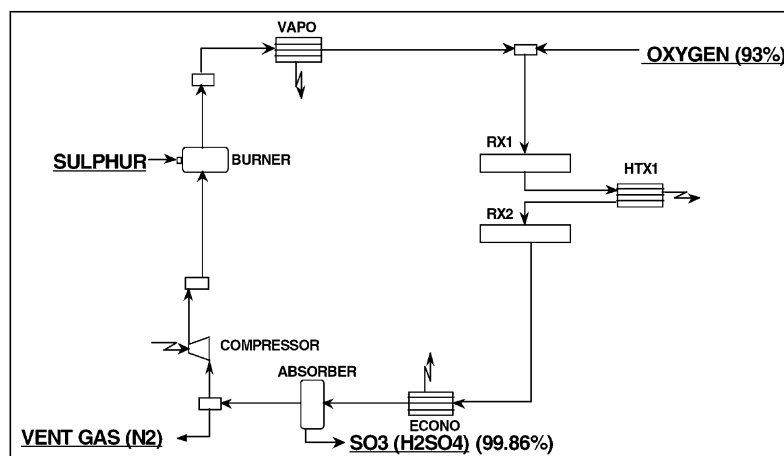 VAPO
OXYGEN (93%)
RX1
SULPHUR
BURNER
HTX1
RX2
COMPRESSOR
ABSORBER
ECONO
VENT GAS (N2)
SO3 (H2SO4) (99.86%)